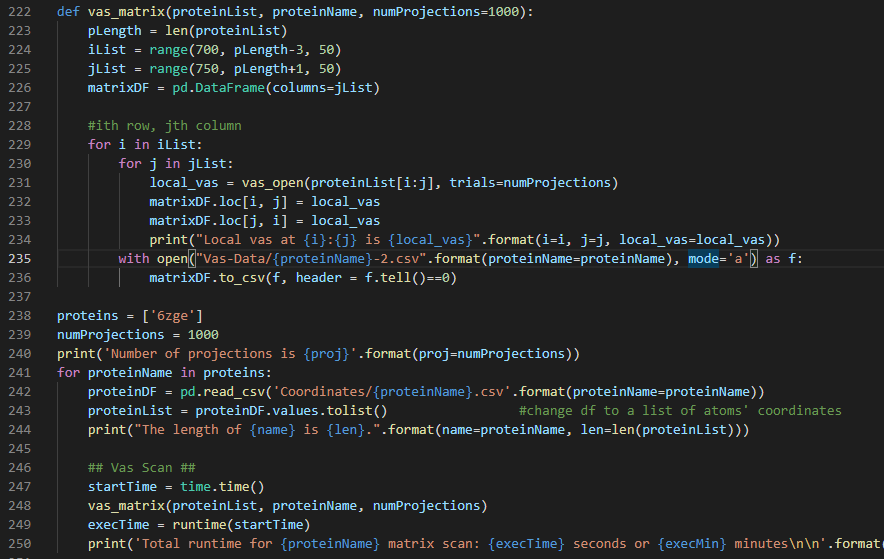 222 def vas_matrix(proteinList, proteinName, numProjections=1000):
223     pLength = len(proteinList)
224     iList = range(700, pLength-3, 50)
225     jList = range(750, pLength+1, 50)
226     matrixDF = pd.DataFrame(columns=jList)
227
228     #ith row, jth column
229     for i in iList:
230         for j in jList:
231             local_vas = vas_open(proteinList[i:j], trials=numProjections)
232             matrixDF.loc[i, j] = local_vas
233             matrixDF.loc[j, i] = local_vas
234             print("Local vas at {i}:{j} is {local_vas}".format(i=i, j=j, local_vas=local_vas))
235         with open("Vas-Data/{proteinName}-2.csv".format(proteinName=proteinName), mode='a') as f:
236             matrixDF.to_csv(f, header = f.tell()==0)
237
238 proteins = ['6zge']
239 numProjections = 1000
240 print('Number of projections is {proj}'.format(proj=numProjections))
241 for proteinName in proteins:
242     proteinDF = pd.read_csv('Coordinates/{proteinName}.csv'.format(proteinName=proteinName))
243     proteinList = proteinDF.values.tolist()                 #change df to a list of atoms' coordinates
244     print("The length of {name} is {len}.".format(name=proteinName, len=len(proteinList)))
245
246     ## Vas Scan ##
247     startTime = time.time()
248     vas_matrix(proteinList, proteinName, numProjections)
249     execTime = runtime(startTime)
250     print('Total runtime for {proteinName} matrix scan: {execTime} seconds or {execMin} minutes\n\n'.format(